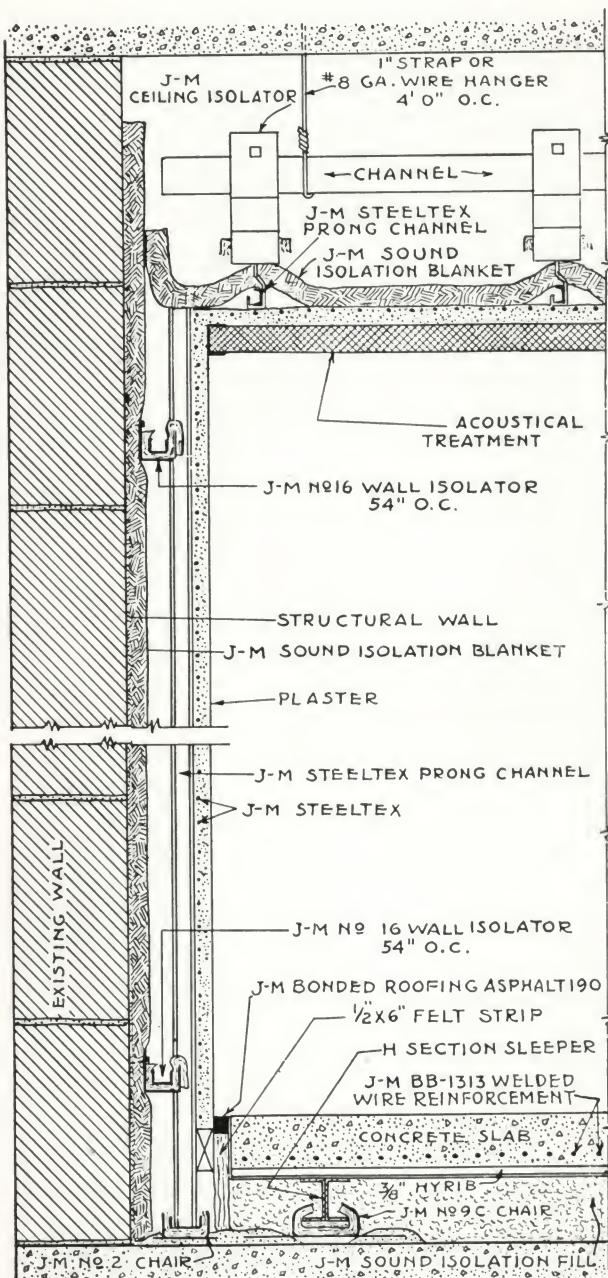 J-M
CEILING ISOLATOR
1" STRAP OR
#8 GA. WIRE HANGER
4' 0" O.C.
CHANNEL
J-M STEELTEX
PRONG CHANNEL
J-M SOUND
ISOLATION BLANKET
ACOUSTICAL
TREATMENT
J-M Nº16 WALL ISOLATOR
54" O.C.
STRUCTURAL WALL
J-M SOUND ISOLATION BLANKET
PLASTER
J-M STEELTEX PRONG CHANNEL
J-M STEELTEX
EXISTING WALL
J-M Nº 16 WALL ISOLATOR
54" O.C.
J-M BONDED ROOFING ASPHALT 190
1/2"X6" FELT STRIP
H SECTION SLEEPER
J-M BB-1313 WELDED
WIRE REINFORCEMENT
CONCRETE SLAB
3/8" HYRIB
J-M Nº9C CHAIR
J-M Nº 2 CHAIR
J-M SOUND ISOLATION FILL